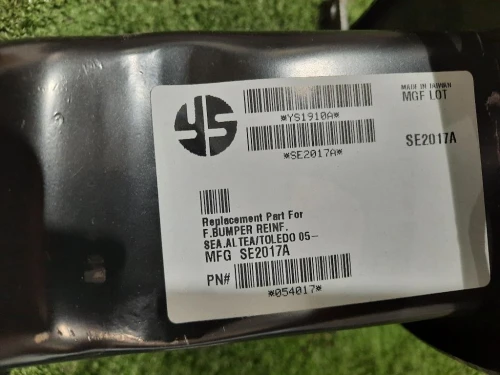 YS
*YS1910A*
*SE2017A*
MADE IN TAIWAN
MGF LOT
SE2017A
Replacement Part For
F.BUMPER REINF.
SEA.ALTEA/TOLEDO 05-
MFG SE2017A
PN#
*054017*